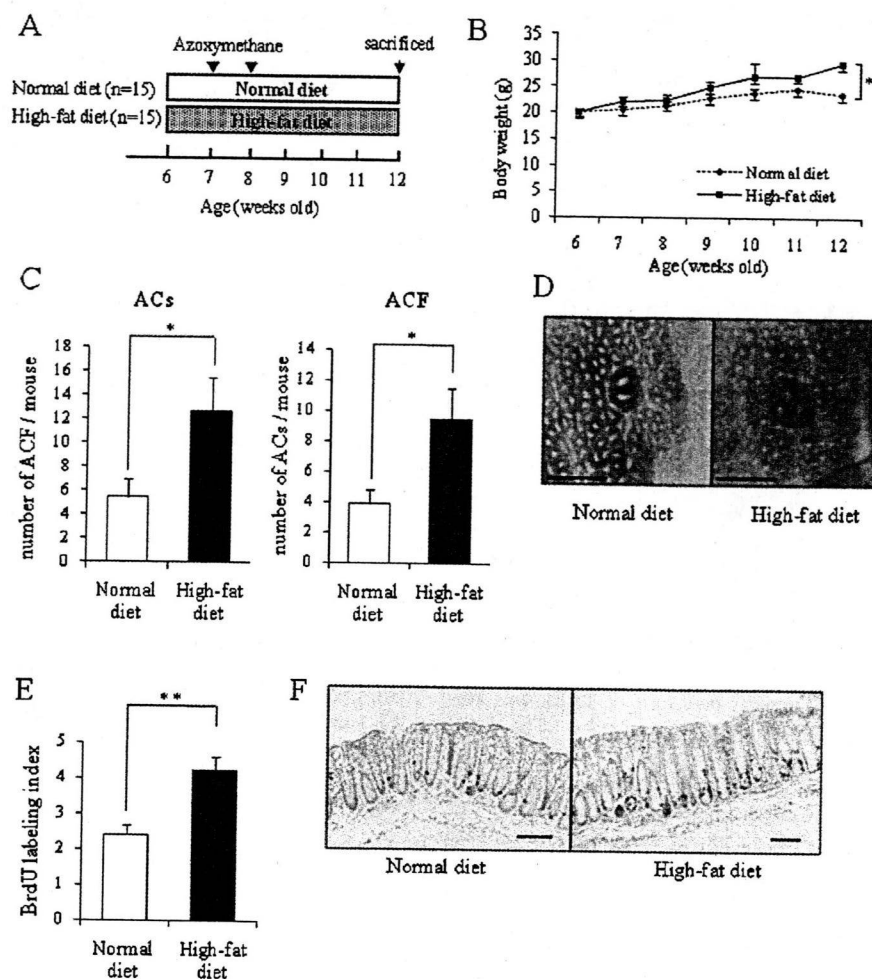 A
Azoxymethane
sacrificed
Normal diet (n=15)
Normal diet
High-fat diet (n=15)
High-fat diet
6 7 8 9 10 11 12
Age (weeks old)
B
Body weight (g)
35
30
25
20
15
10
5
0
*
Normal diet
High-fat diet
6 7 8 9 10 11 12
Age (weeks old)
C
ACs
number of ACF / mouse
18
16
14
12
10
8
6
4
2
0
*
Normal diet
High-fat diet
ACF
number of ACs / mouse
14
12
10
8
6
4
2
0
*
Normal diet
High-fat diet
D
Normal diet
High-fat diet
E
BrdU labeling index
5
4
3
2
1
0
**
Normal diet
High-fat diet
F
Normal diet
High-fat diet